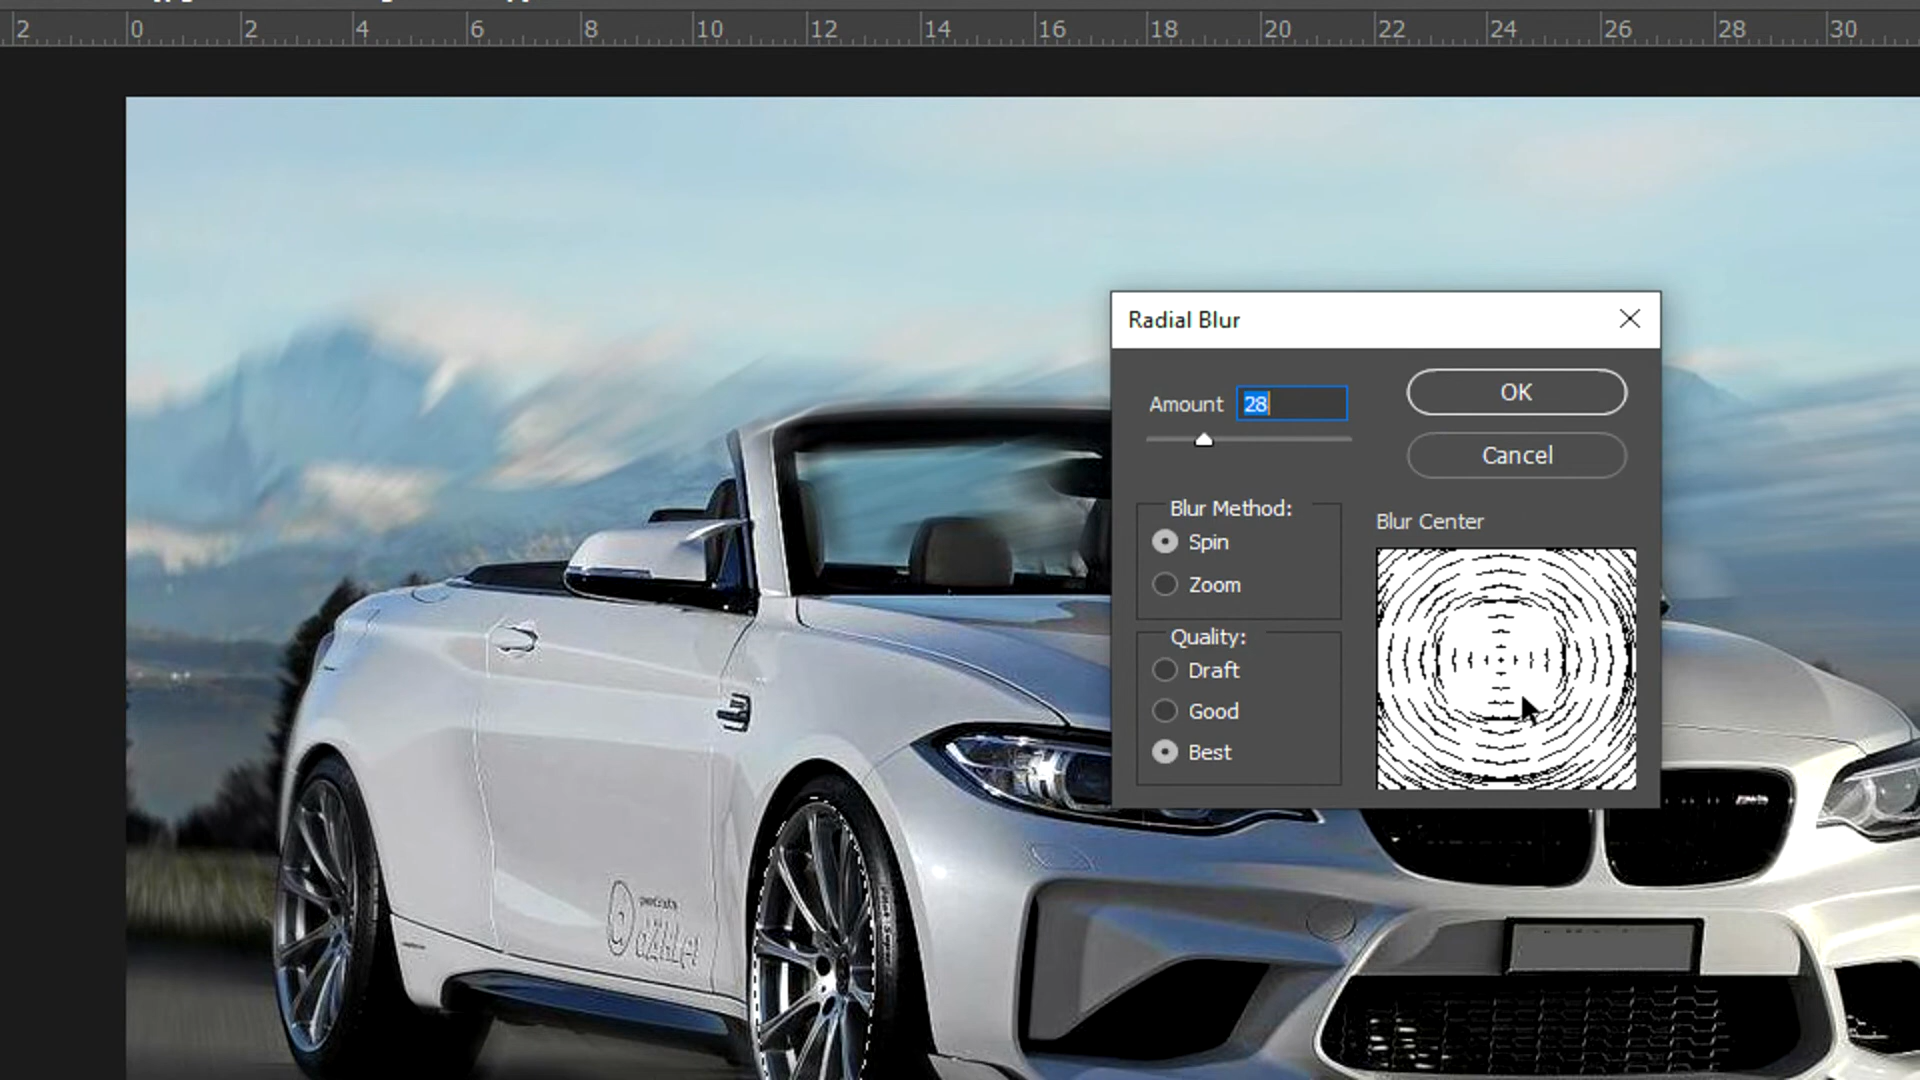 2 0 2 4 6 8 10 12 14 16 18 20 22 24 26 28 30
Radial Blur
Amount 28
OK
Cancel
Blur Method:
Spin
Zoom
Blur Center
Quality:
Draft
Good
Best